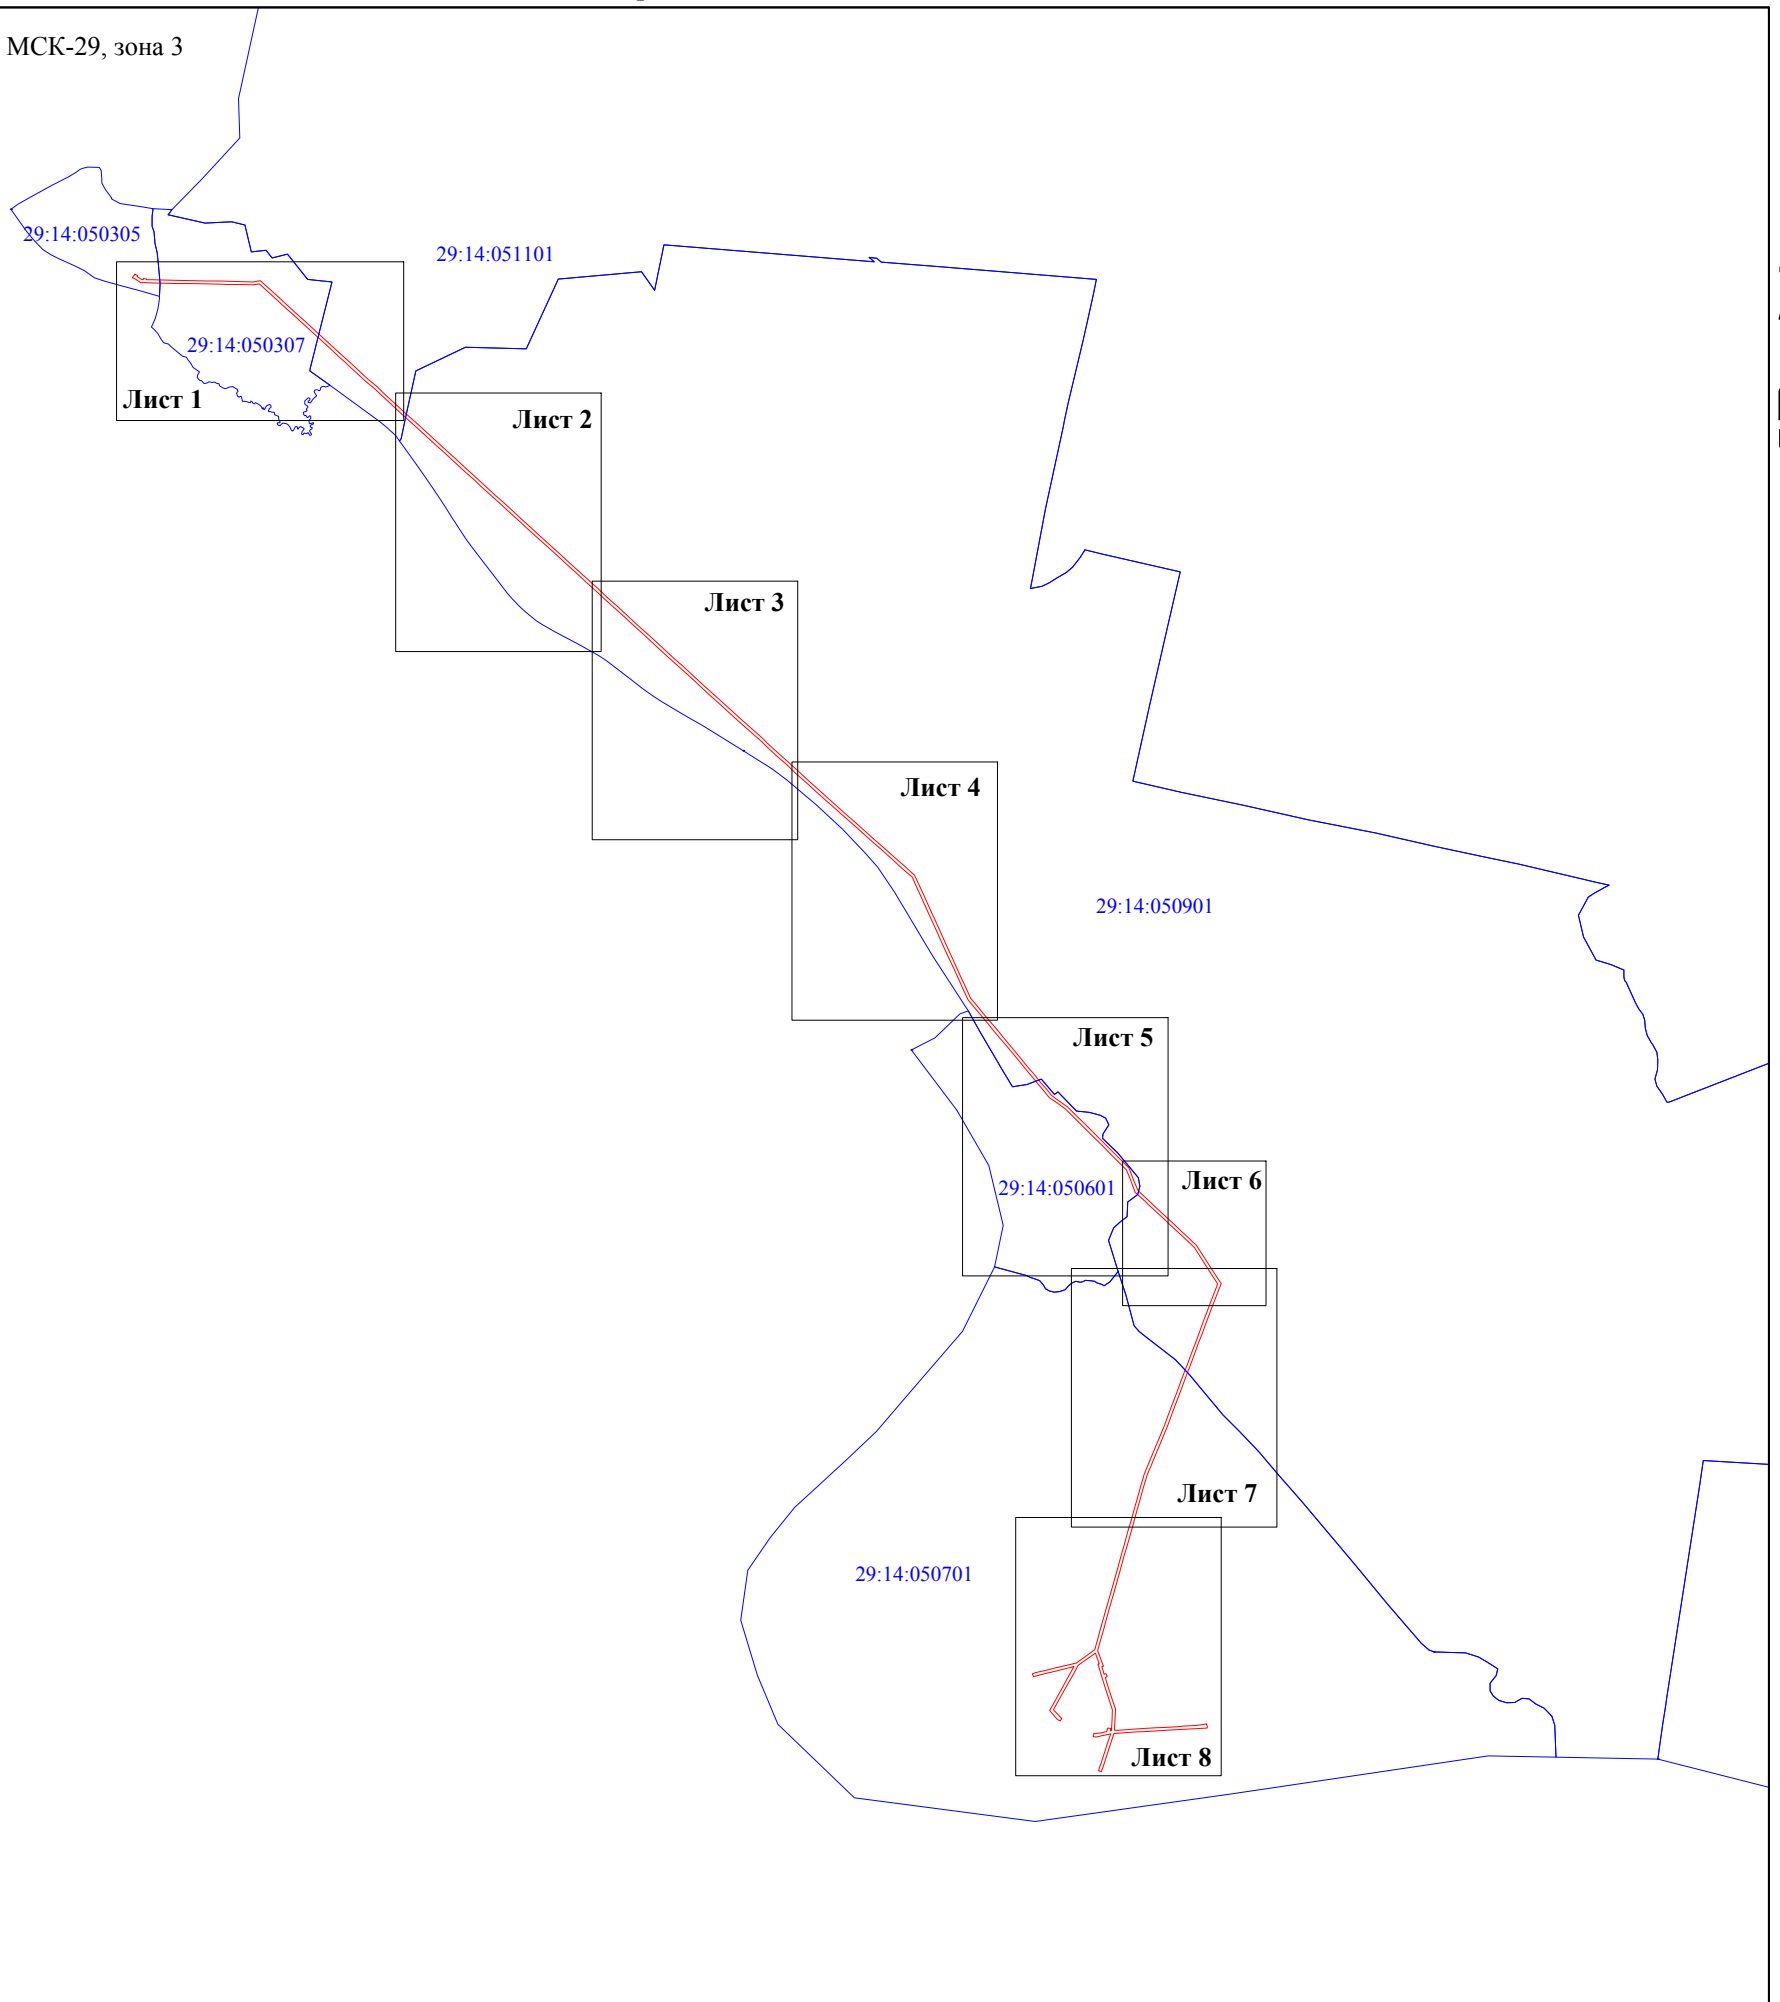 МСК-29, зона 3
29:14:050305
29:14:051101
29:14:050307
Лист 1
Лист 2
Лист 3
Лист 4
29:14:050901
Лист 5
Лист 6
29:14:050601
Лист 7
29:14:050701
Лист 8